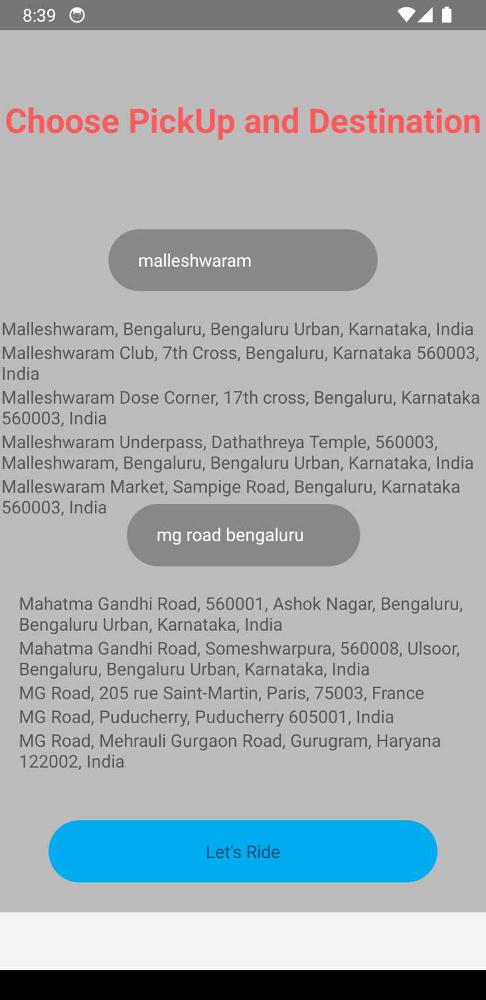 8:39
Choose PickUp and Destination
malleshwaram
Malleshwaram, Bengaluru, Bengaluru Urban, Karnataka, India
Malleshwaram Club, 7th Cross, Bengaluru, Karnataka 560003,
India
Malleshwaram Dose Corner, 17th cross, Bengaluru, Karnataka
560003, India
Malleshwaram Underpass, Dathathreya Temple, 560003,
Malleshwaram, Bengaluru, Bengaluru Urban, Karnataka, India
Malleswaram Market, Sampige Road, Bengaluru, Karnataka
560003, India
mg road bengaluru
Mahatma Gandhi Road, 560001, Ashok Nagar, Bengaluru,
Bengaluru Urban, Karnataka, India
Mahatma Gandhi Road, Someshwarpura, 560008, Ulsoor,
Bengaluru, Bengaluru Urban, Karnataka, India
MG Road, 205 rue Saint-Martin, Paris, 75003, France
MG Road, Puducherry, Puducherry 605001, India
MG Road, Mehrauli Gurgaon Road, Gurugram, Haryana
122002, India
Let's Ride